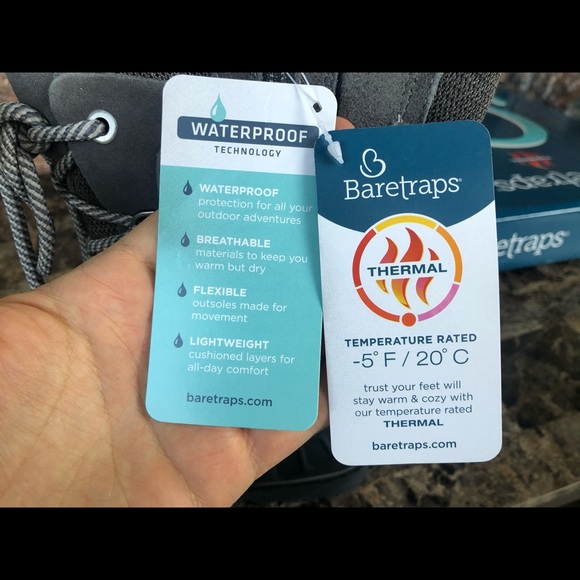 WATERPROOF
TECHNOLOGY
WATERPROOF
protection for all your
outdoor adventures
BREATHABLE
materials to keep you
warm but dry
FLEXIBLE
outsoles made for
movement
LIGHTWEIGHT
cushioned layers for
all-day comfort
baretraps.com
Baretraps®
THERMAL
TEMPERATURE RATED
-5° F / 20° C
trust your feet will
stay warm & cozy with
our temperature rated
THERMAL
baretraps.com
etraps®